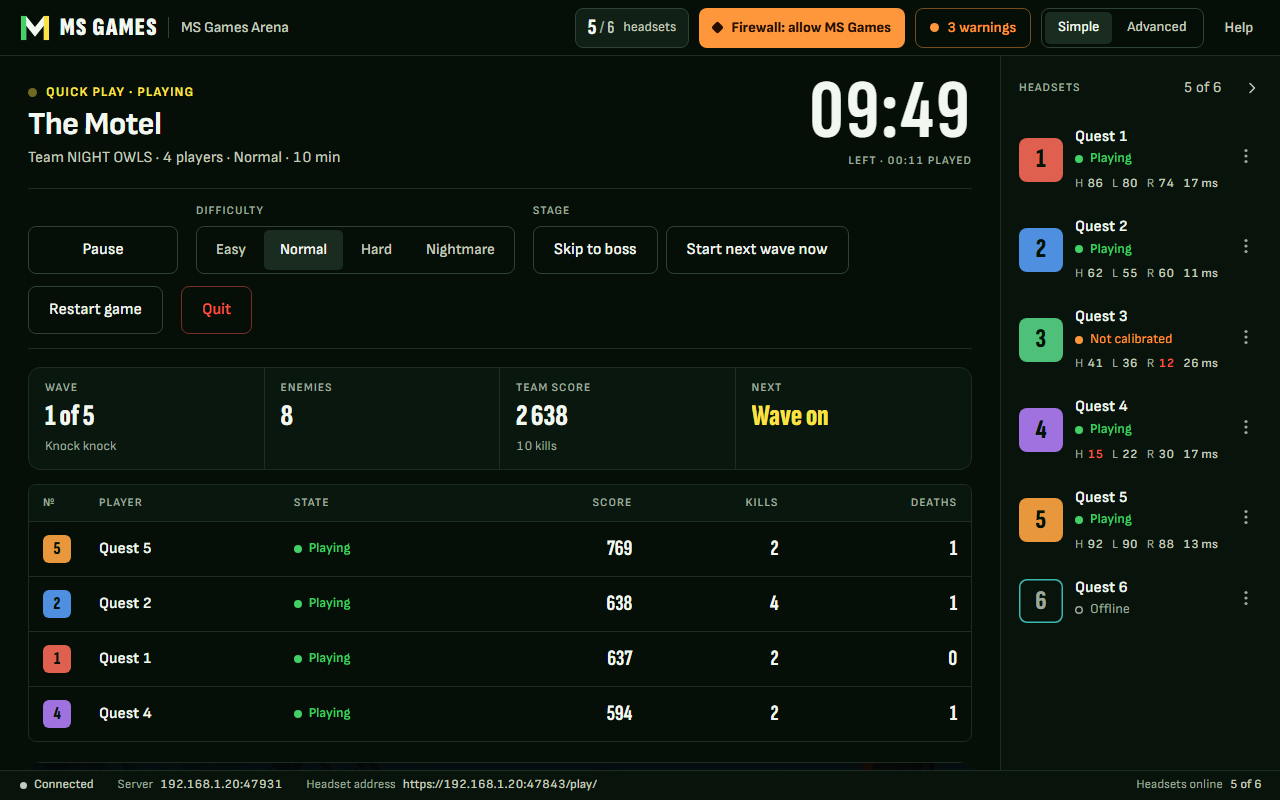 MS GAMES MS Games Arena 5 / 6 headsets Firewall: allow MS Games 3 warnings Simple Advanced Help
QUICK PLAY · PLAYING
The Motel
Team NIGHT OWLS · 4 players · Normal · 10 min
09:49
LEFT · 00:11 PLAYED
DIFFICULTY STAGE
Pause Easy Normal Hard Nightmare Skip to boss Start next wave now
Restart game Quit
WAVE ENEMIES TEAM SCORE NEXT
1 of 5 8 2 638 Wave on
Knock knock 10 kills
Nº PLAYER STATE SCORE KILLS DEATHS
5 Quest 5 Playing 769 2 1
2 Quest 2 Playing 638 4 1
1 Quest 1 Playing 637 2 0
4 Quest 4 Playing 594 2 1
HEADSETS 5 of 6
1 Quest 1
Playing
H 86 L 80 R 74 17 ms
2 Quest 2
Playing
H 62 L 55 R 60 11 ms
3 Quest 3
Not calibrated
H 41 L 36 R 12 26 ms
4 Quest 4
Playing
H 15 L 22 R 30 17 ms
5 Quest 5
Playing
H 92 L 90 R 88 13 ms
6 Quest 6
Offline
Connected Server 192.168.1.20:47931 Headset address https://192.168.1.20:47843/play/ Headsets online 5 of 6